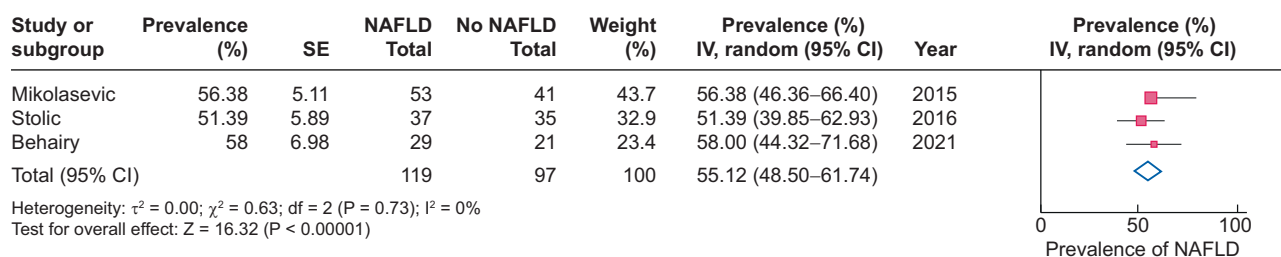 Study or Prevalence NAFLD No NAFLD Weight Prevalence (%) Prevalence (%)
subgroup (%) SE Total Total (%) IV, random (95% CI) Year IV, random (95% CI)
Mikolasevic 56.38 5.11 53 41 43.7 56.38 (46.36–66.40) 2015
Stolic 51.39 5.89 37 35 32.9 51.39 (39.85–62.93) 2016
Behairy 58 6.98 29 21 23.4 58.00 (44.32–71.68) 2021
Total (95% CI) 119 97 100 55.12 (48.50–61.74)
Heterogeneity: τ² = 0.00; χ² = 0.63; df = 2 (P = 0.73); I² = 0%
Test for overall effect: Z = 16.32 (P < 0.00001)
0 50 100
Prevalence of NAFLD